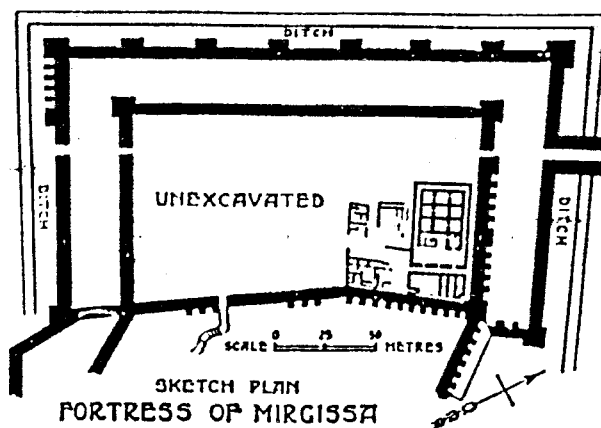 DITCH
UNEXCAVATED
DITCH
DITCH
SCALE 0 25 50 METRES
SKETCH PLAN
FORTRESS OF MIRGISSA